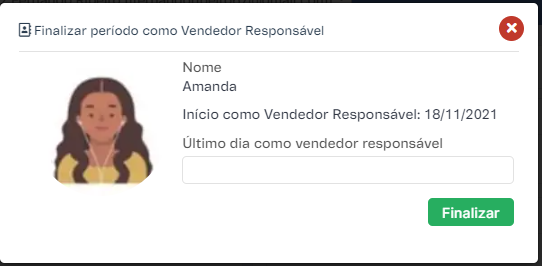 Finalizar período como Vendedor Responsável
Nome
Amanda
Início como Vendedor Responsável: 18/11/2021
Último dia como vendedor responsável
Finalizar